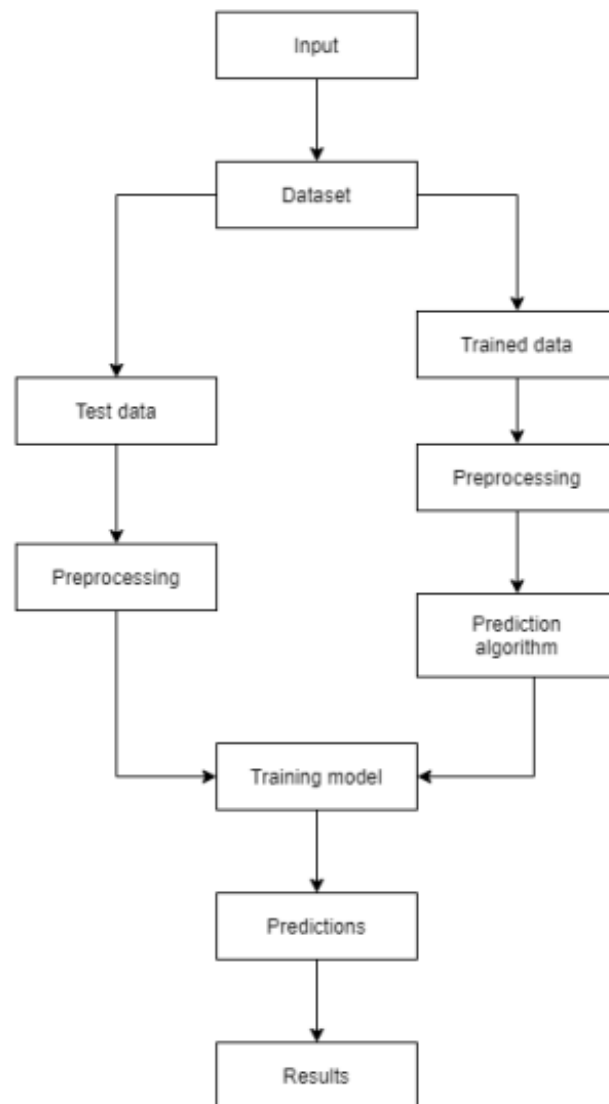 Input
Dataset
Trained data
Test data
Preprocessing
Preprocessing
Prediction
algorithm
Training model
Predictions
Results